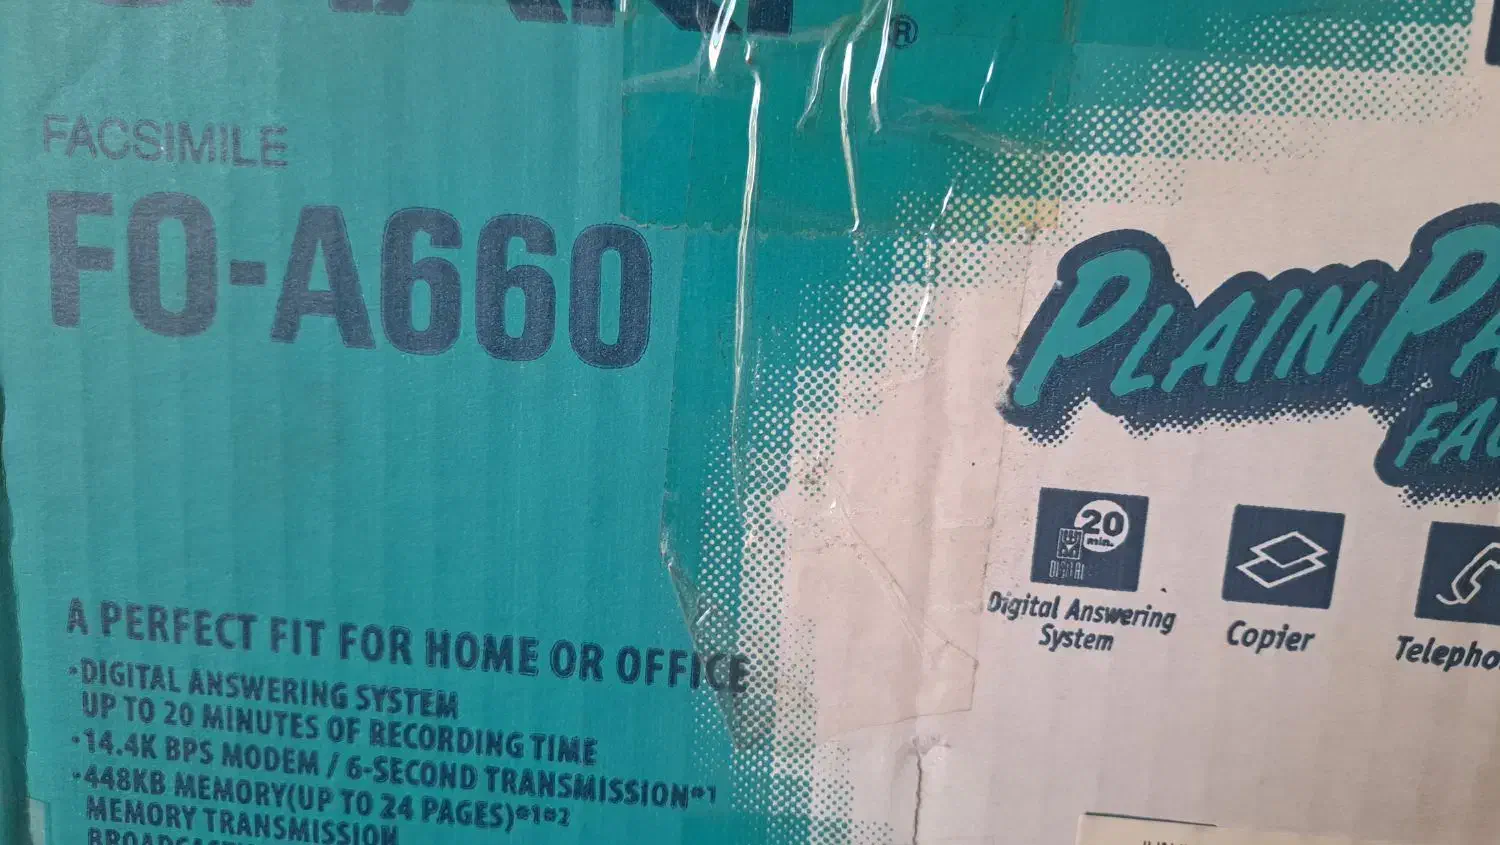 ®
FACSIMILE
FO-A660
PLAIN
A PERFECT FIT FOR HOME OR OFFICE
·DIGITAL ANSWERING SYSTEM
UP TO 20 MINUTES OF RECORDING TIME
·14.4K BPS MODEM / 6-SECOND TRANSMISSION*1
·448KB MEMORY(UP TO 24 PAGES)*1*2
MEMORY TRANSMISSION
20
min.
DIGITAL
Digital Answering
System
Copier